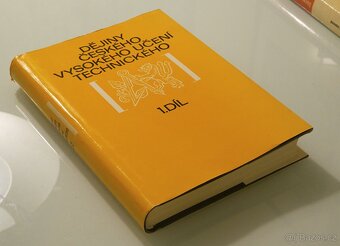 DĚJINY
ČESKÉHO
VYSOKÉHO UČENÍ
TECHNICKÉHO
1.DÍL